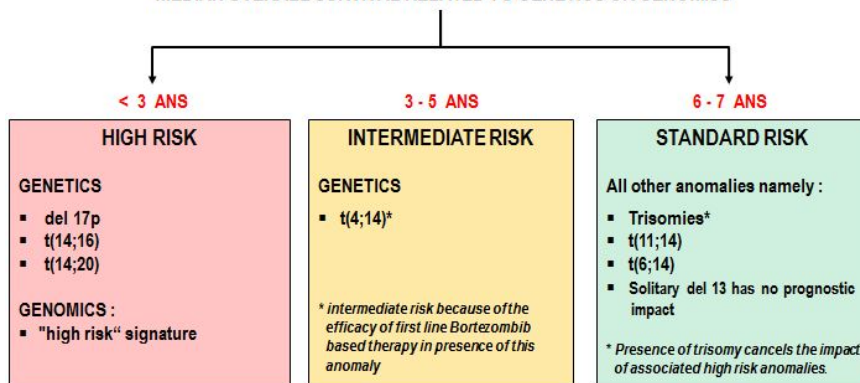 < 3 ANS
3 - 5 ANS
6 - 7 ANS
HIGH RISK
GENETICS
▪ del 17p
▪ t(14;16)
▪ t(14;20)
GENOMICS :
▪ "high risk“ signature
INTERMEDIATE RISK
GENETICS
▪ t(4;14)*
* intermediate risk because of the
efficacy of first line Bortezombib
based therapy in presence of this
anomaly
STANDARD RISK
All other anomalies namely :
▪ Trisomies*
▪ t(11;14)
▪ t(6;14)
▪ Solitary del 13 has no prognostic
impact
* Presence of trisomy cancels the impact
of associated high risk anomalies.